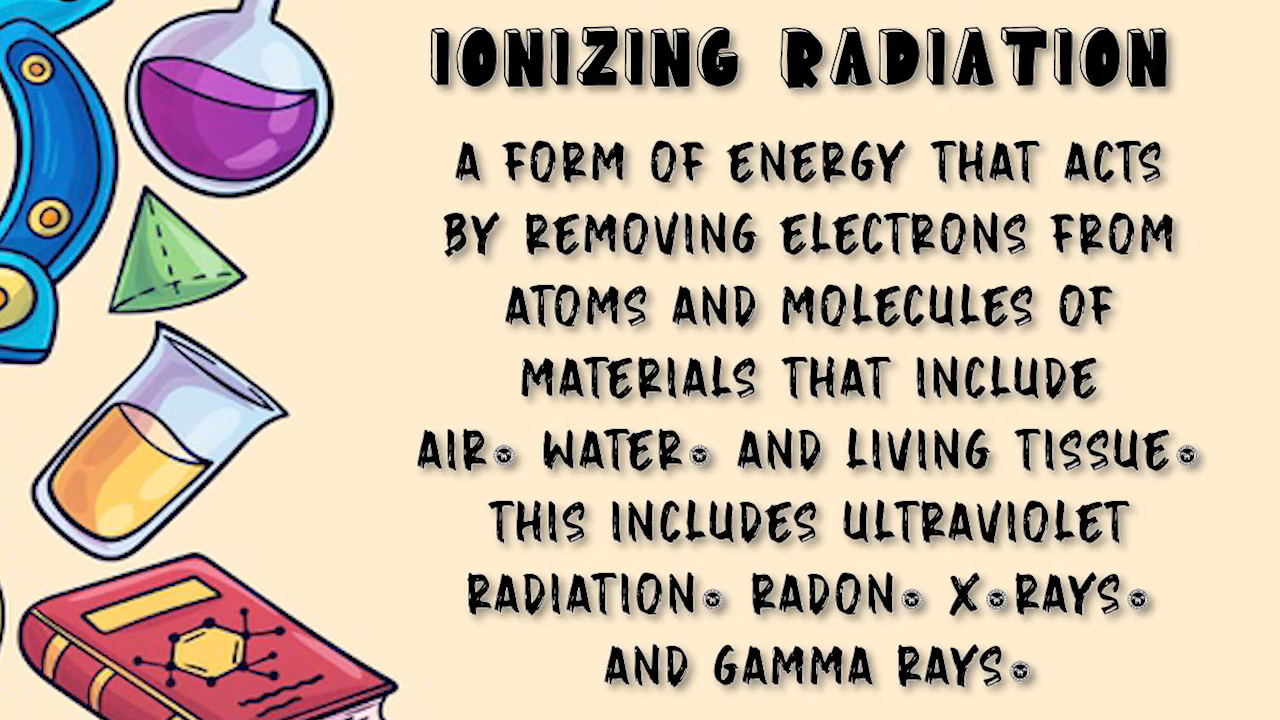 IONIZING RADIATION
A FORM OF ENERGY THAT ACTS
BY REMOVING ELECTRONS FROM
ATOMS AND MOLECULES OF
MATERIALS THAT INCLUDE
AIR, WATER, AND LIVING TISSUE.
THIS INCLUDES ULTRAVIOLET
RADIATION, RADON, X-RAYS,
AND GAMMA RAYS.